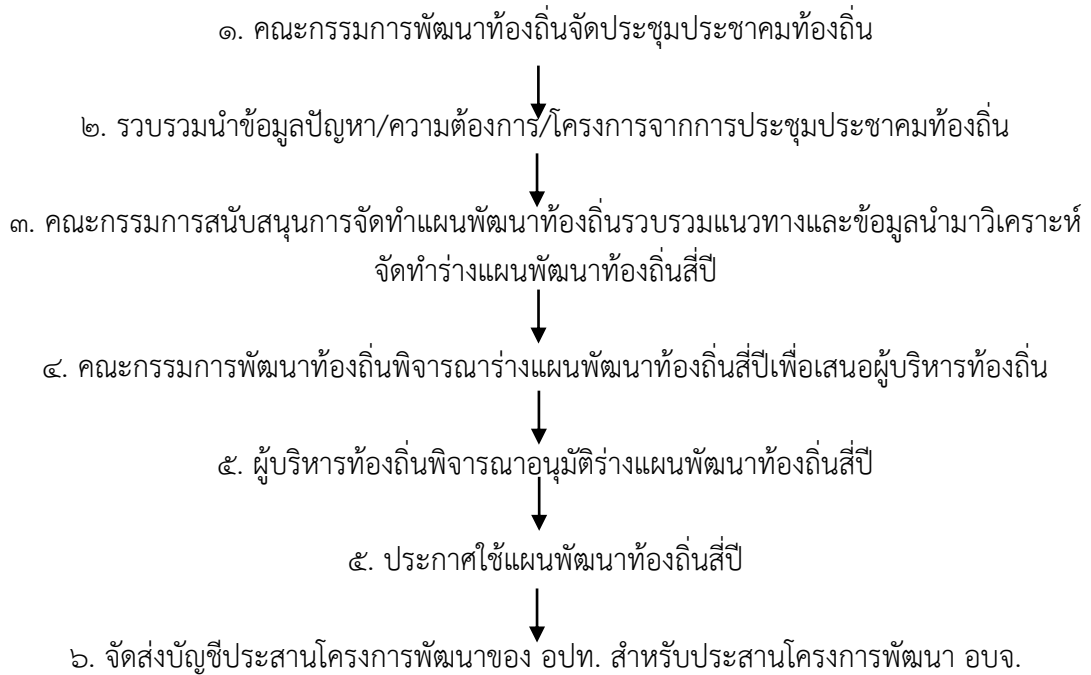 ๑. คณะกรรมการพัฒนาท้องถิ่นจัดประชุมประชาคมท้องถิ่น
๒. รวบรวมนำข้อมูลปัญหา/ความต้องการ/โครงการจากการประชุมประชาคมท้องถิ่น
๓. คณะกรรมการสนับสนุนการจัดทำแผนพัฒนาท้องถิ่นรวบรวมแนวทางและข้อมูลนำมาวิเคราะห์
จัดทำร่างแผนพัฒนาท้องถิ่นสี่ปี
๔. คณะกรรมการพัฒนาท้องถิ่นพิจารณาร่างแผนพัฒนาท้องถิ่นสี่ปีเพื่อเสนอผู้บริหารท้องถิ่น
๕. ผู้บริหารท้องถิ่นพิจารณาอนุมัติร่างแผนพัฒนาท้องถิ่นสี่ปี
๕. ประกาศใช้แผนพัฒนาท้องถิ่นสี่ปี
๖. จัดส่งบัญชีประสานโครงการพัฒนาของ อปท. สำหรับประสานโครงการพัฒนา อบจ.